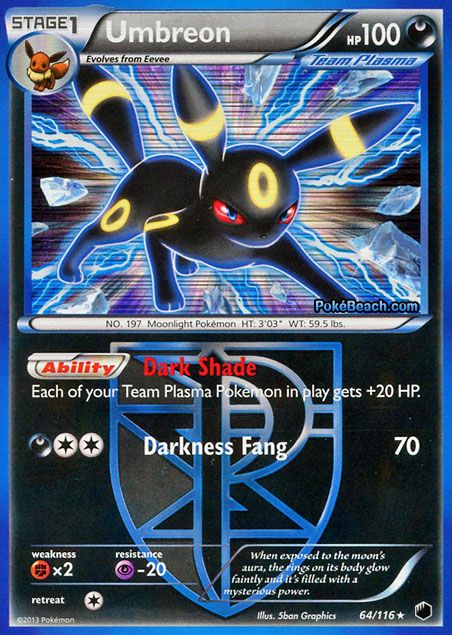 STAGE1
Umbreon
HP100
Evolves from Eevee
Team Plasma
PokéBeach.com
NO. 197 Moonlight Pokémon HT: 3'03" WT: 59.5 lbs.
Ability Dark Shade
Each of your Team Plasma Pokémon in play gets +20 HP.
Darkness Fang 70
weakness resistance
×2 -20
retreat
When exposed to the moon's
aura, the rings on its body glow
faintly and it's filled with a
mysterious power.
©2013 Pokémon Illus. 5ban Graphics 64/116 ★